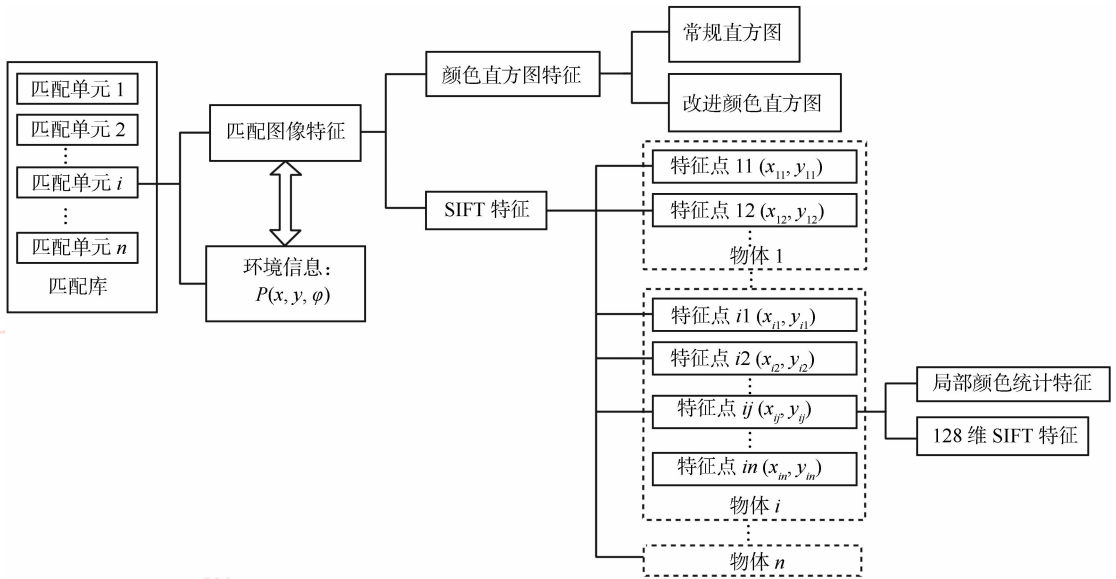 匹配单元 1
匹配单元 2
匹配单元 i
匹配单元 n
匹配库
匹配图像特征
环境信息：
P(x, y, φ)
颜色直方图特征
常规直方图
改进颜色直方图
SIFT 特征
特征点 11 (x₁₁, y₁₁)
特征点 12 (x₁₂, y₁₂)
物体 1
特征点 i1 (xᵢ₁, yᵢ₁)
特征点 i2 (xᵢ₂, yᵢ₂)
特征点 ij (xᵢⱼ, yᵢⱼ)
特征点 in (xᵢₙ, yᵢₙ)
物体 i
物体 n
局部颜色统计特征
128 维 SIFT 特征